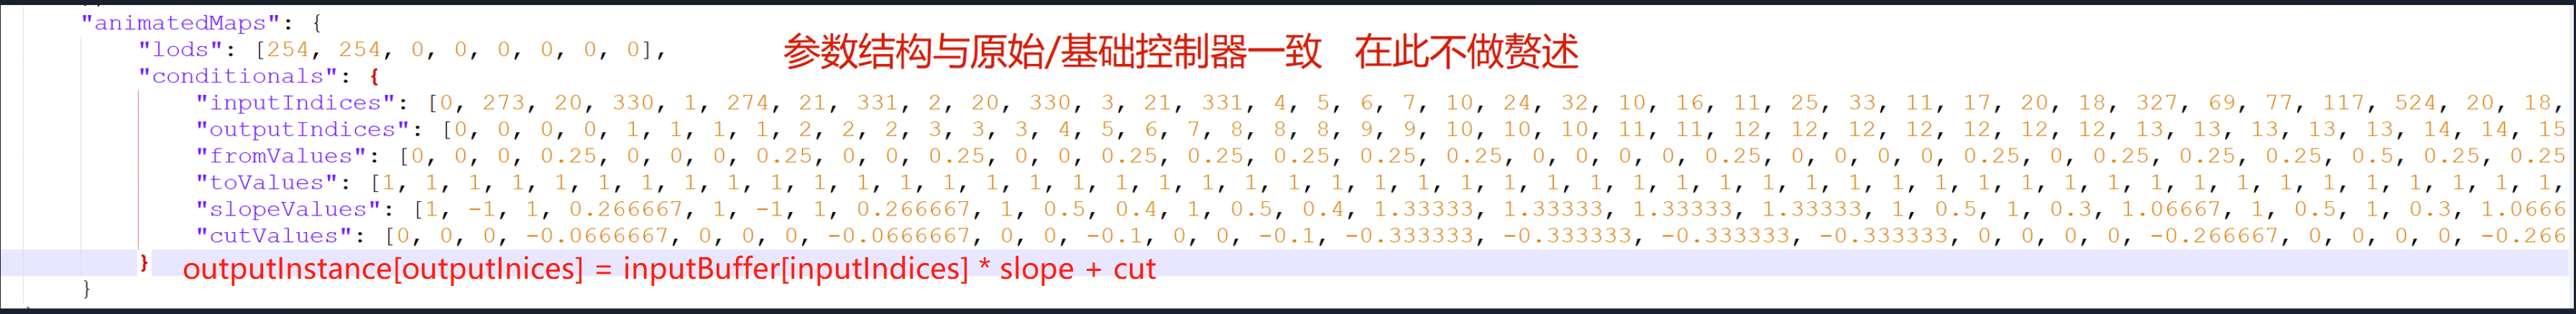 "animatedMaps": {
"lods": [254, 254, 0, 0, 0, 0, 0, 0],
参数结构与原始/基础控制器一致 在此不做赘述
"conditionals": {
"inputIndices": [0, 273, 20, 330, 1, 274, 21, 331, 2, 20, 330, 3, 21, 331, 4, 5, 6, 7, 10, 24, 32, 10, 16, 11, 25, 33, 11, 17, 20, 18, 327, 69, 77, 117, 524, 20, 18,
"outputIndices": [0, 0, 0, 0, 1, 1, 1, 1, 2, 2, 2, 3, 3, 3, 4, 5, 6, 7, 8, 8, 8, 9, 9, 10, 10, 10, 11, 11, 12, 12, 12, 12, 12, 12, 12, 13, 13, 13, 13, 13, 14, 14, 15
"fromValues": [0, 0, 0, 0.25, 0, 0, 0, 0.25, 0, 0, 0.25, 0, 0, 0.25, 0.25, 0.25, 0.25, 0.25, 0, 0, 0, 0, 0.25, 0, 0, 0, 0, 0.25, 0, 0.25, 0.25, 0.25, 0.5, 0.25, 0.25
"toValues": [1, 1, 1, 1, 1, 1, 1, 1, 1, 1, 1, 1, 1, 1, 1, 1, 1, 1, 1, 1, 1, 1, 1, 1, 1, 1, 1, 1, 1, 1, 1, 1, 1, 1, 1, 1, 1, 1, 1, 1, 1, 1, 1, 1, 1, 1, 1, 1, 1, 1, 1,
"slopeValues": [1, -1, 1, 0.266667, 1, -1, 1, 0.266667, 1, 0.5, 0.4, 1, 0.5, 0.4, 1.33333, 1.33333, 1.33333, 1.33333, 1, 0.5, 1, 0.3, 1.06667, 1, 0.5, 1, 0.3, 1.0666
"cutValues": [0, 0, 0, -0.0666667, 0, 0, 0, -0.0666667, 0, 0, -0.1, 0, 0, -0.1, -0.333333, -0.333333, -0.333333, -0.333333, 0, 0, 0, 0, -0.266667, 0, 0, 0, 0, -0.266
} outputInstance[outputInices] = inputBuffer[inputIndices] * slope + cut
}